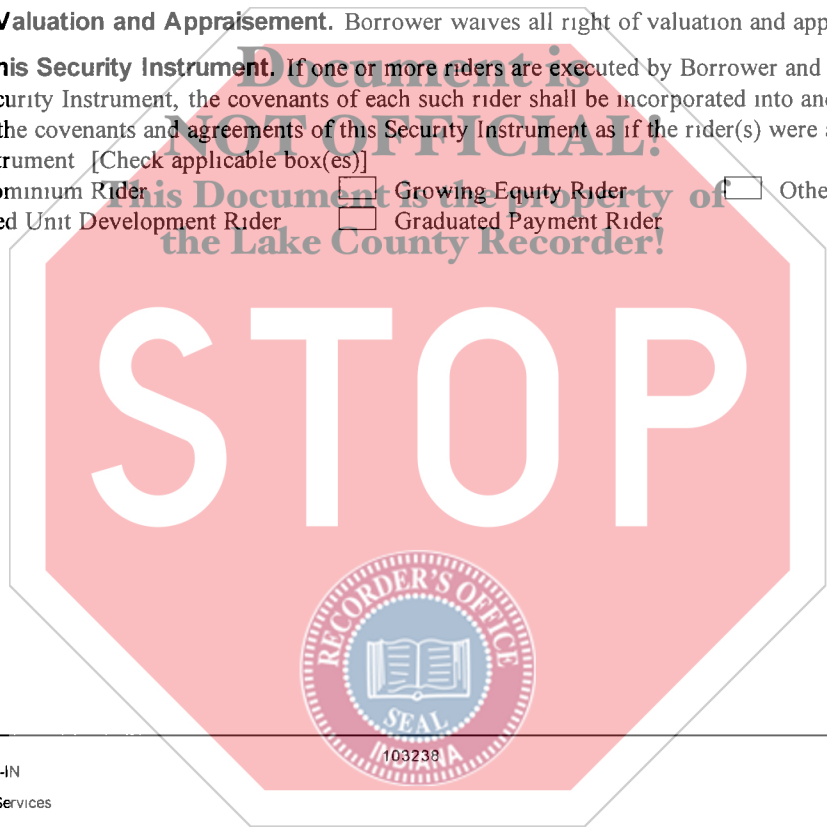 Valuation and Appraisement. Borrower waives all right of valuation and app
Document is
his Security Instrument. If one or more riders are executed by Borrower and
curity Instrument, the covenants of each such rider shall be incorporated into and
NOT OFFICIAL!
the covenants and agreements of this Security Instrument as if the rider(s) were a
trument [Check applicable box(es)]
This Document is the property of
ominium Rider Growing Equity Rider Othe
ed Unit Development Rider Graduated Payment Rider
the Lake County Recorder!
STOP
RECORDER'S OFFICE
SEAL
INDIANA
103238
-IN
Services